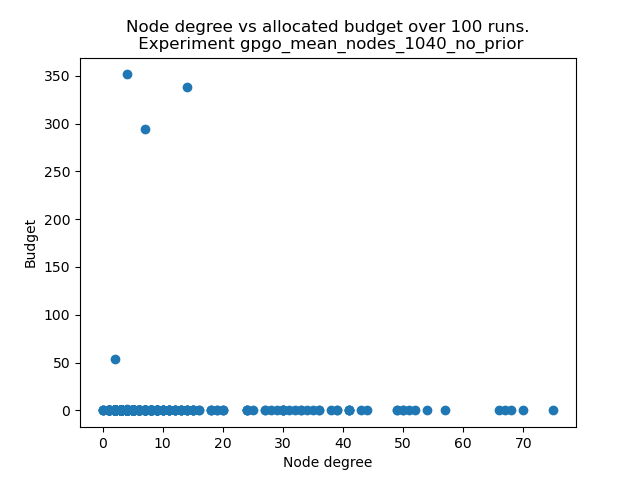 Node degree vs allocated budget over 100 runs.
Experiment gpgo_mean_nodes_1040_no_prior
350
300
250
200
150
100
50
0
Budget
0 10 20 30 40 50 60 70
Node degree